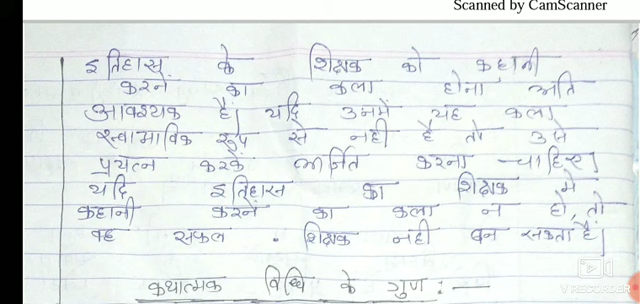 Scanned by CamScanner
इतिहास के शिक्षक को कहानी
करने का कला होना अति
आवश्यक है। यदि उनमें यह कला
स्वाभाविक रूप से नही है तो उसे
प्रयत्न करके अर्जित करना चाहिए।
यदि इतिहास का शिक्षक मे
कहानी करने का कला न हो, तो
वह सफल शिक्षक नही बन सकता है।
कथात्मक विधि के गुण : —
V RECORDER